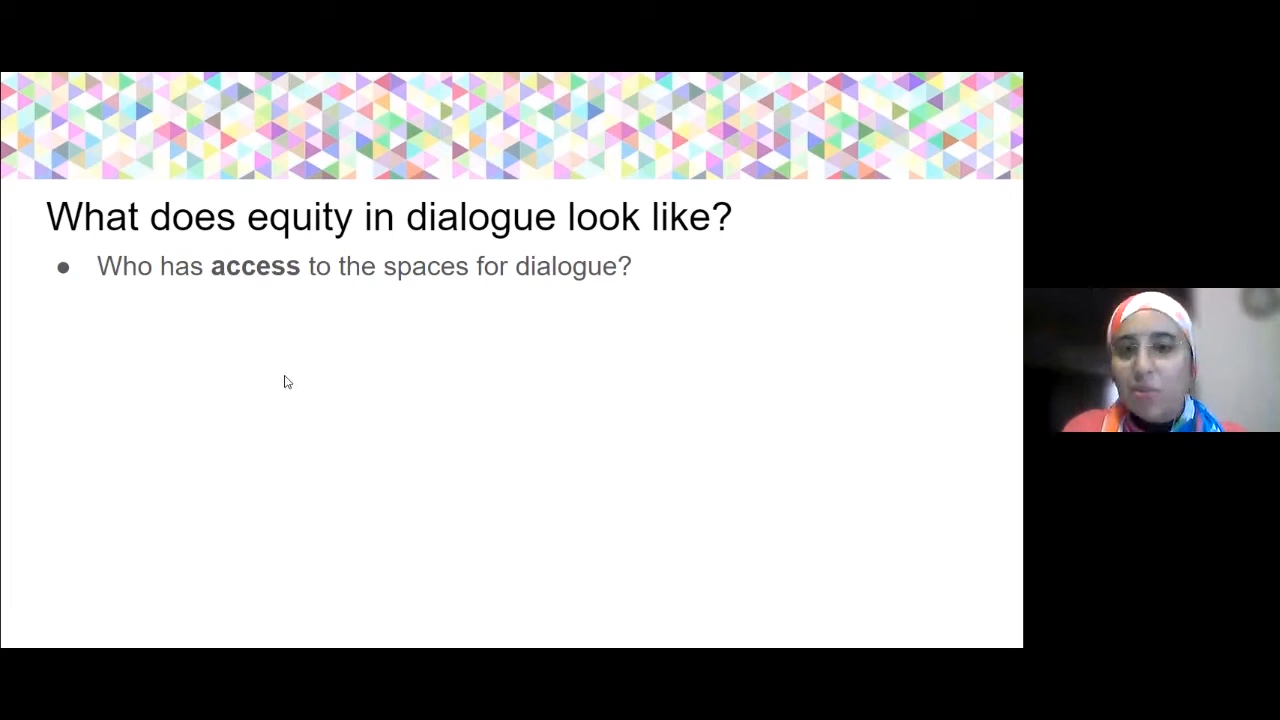 What does equity in dialogue look like?
● Who has access to the spaces for dialogue?